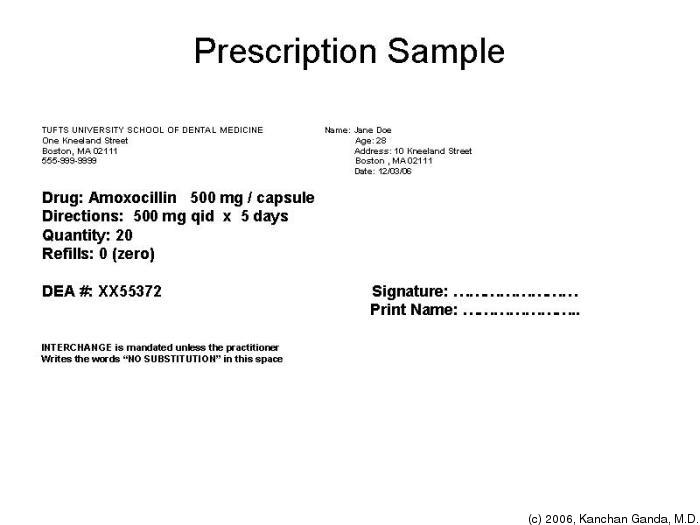 Prescription Sample
TUFTS UNIVERSITY SCHOOL OF DENTAL MEDICINE
One Kneeland Street
Boston, MA 02111
555-999-9999
Name: Jane Doe
Age: 28
Address: 10 Kneeland Street
Boston , MA 02111
Date: 12/03/06
Drug: Amoxocillin 500 mg / capsule
Directions: 500 mg qid x 5 days
Quantity: 20
Refills: 0 (zero)
DEA #: XX55372
Signature: ……………………
Print Name: …………………..
INTERCHANGE is mandated unless the practitioner
Writes the words “NO SUBSTITUTION” in this space
(c) 2006, Kanchan Ganda, M.D.